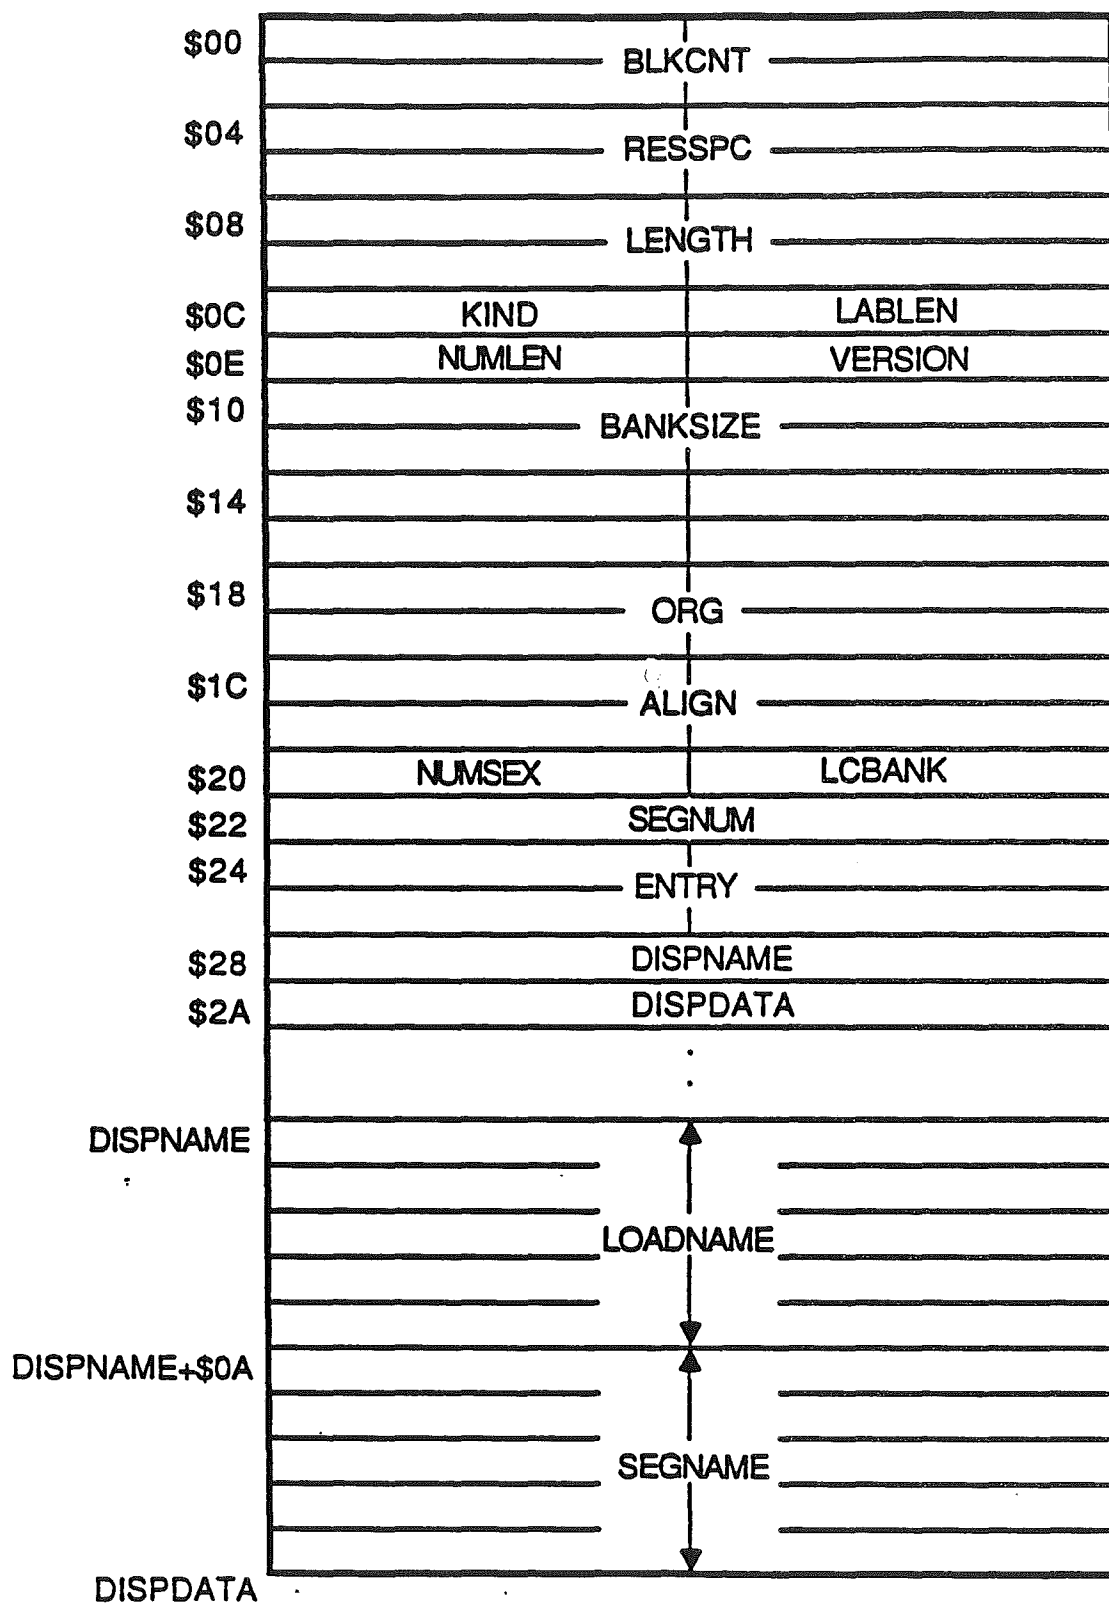 $00
BLKCNT
$04
RESSPC
$08
LENGTH
$0C KIND LABLEN
$0E NUMLEN VERSION
$10
BANKSIZE
$14
$18
ORG
$1C
ALIGN
$20 NUMSEX LCBANK
$22 SEGNUM
$24
ENTRY
$28 DISPNAME
$2A DISPDATA
DISPNAME
LOADNAME
DISPNAME+$0A
SEGNAME
DISPDATA